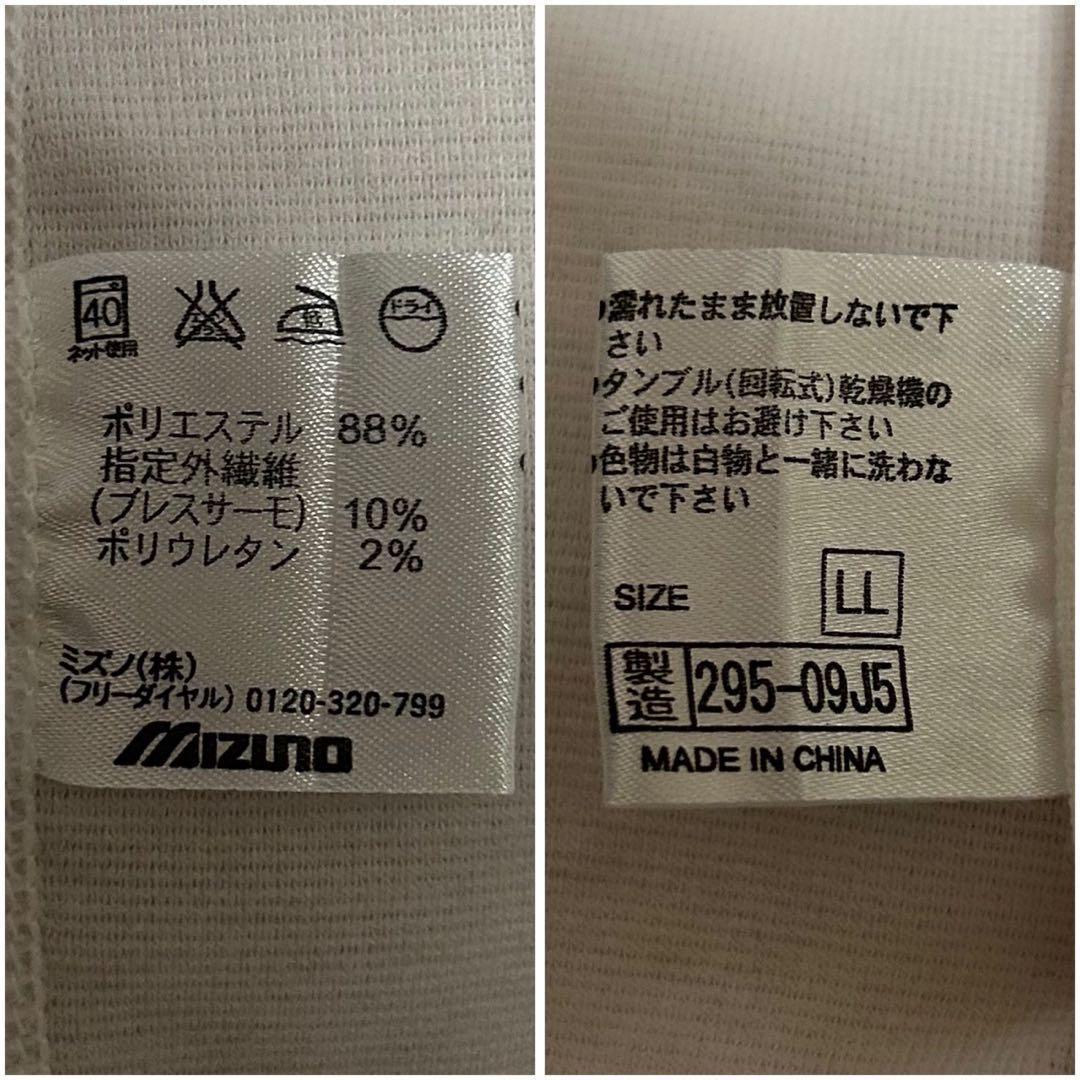 40
ネット使用
低
ドライ
ポリエステル 88%
指定外繊維
(ブレスサーモ) 10%
ポリウレタン 2%
ミズノ(株)
(フリーダイヤル) 0120-320-799
MIZUNO
濡れたまま放置しないで下
さい
タンブル(回転式)乾燥機の
ご使用はお避け下さい
色物は白物と一緒に洗わな
いで下さい
SIZE LL
製造 295-09J5
MADE IN CHINA